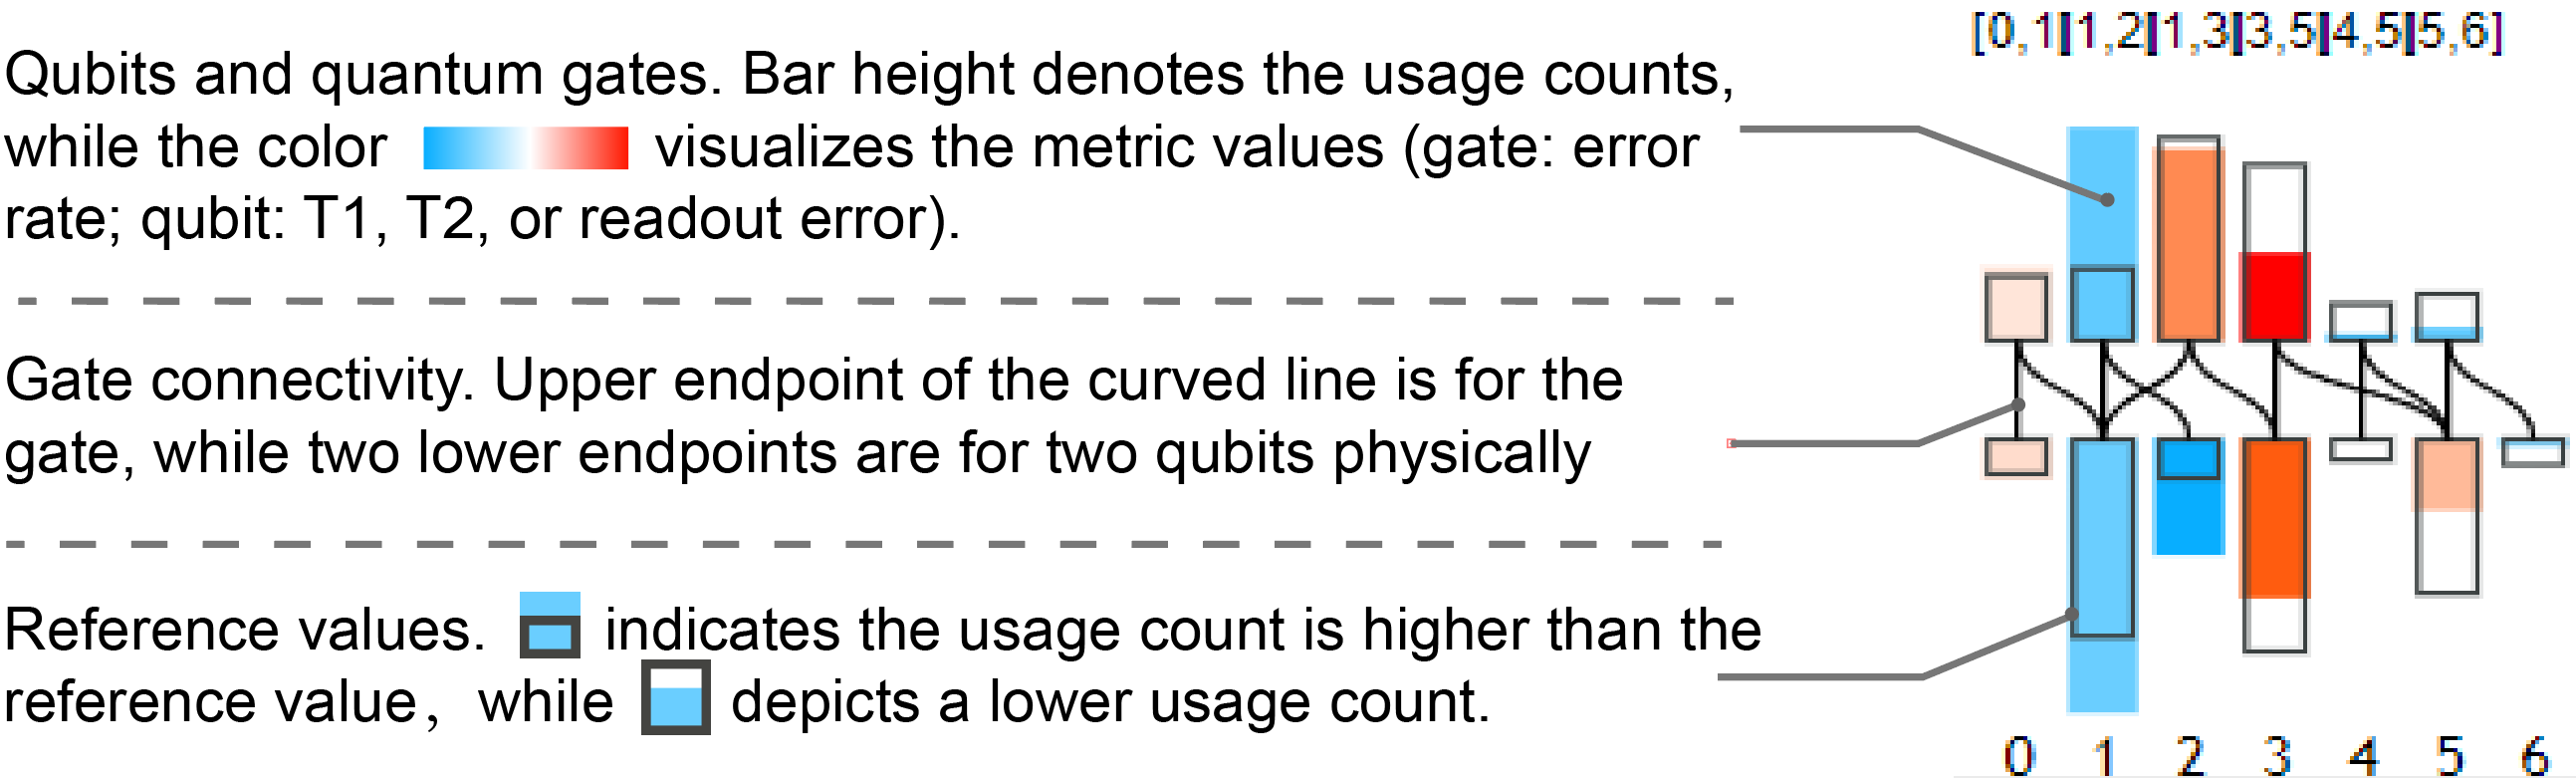 [0,1][1,2][1,3][3,5][4,5][5,6]
Qubits and quantum gates. Bar height denotes the usage counts,
while the color visualizes the metric values (gate: error
rate; qubit: T1, T2, or readout error).
Gate connectivity. Upper endpoint of the curved line is for the
gate, while two lower endpoints are for two qubits physically
Reference values. indicates the usage count is higher than the
reference value, while depicts a lower usage count.
0 1 2 3 4 5 6